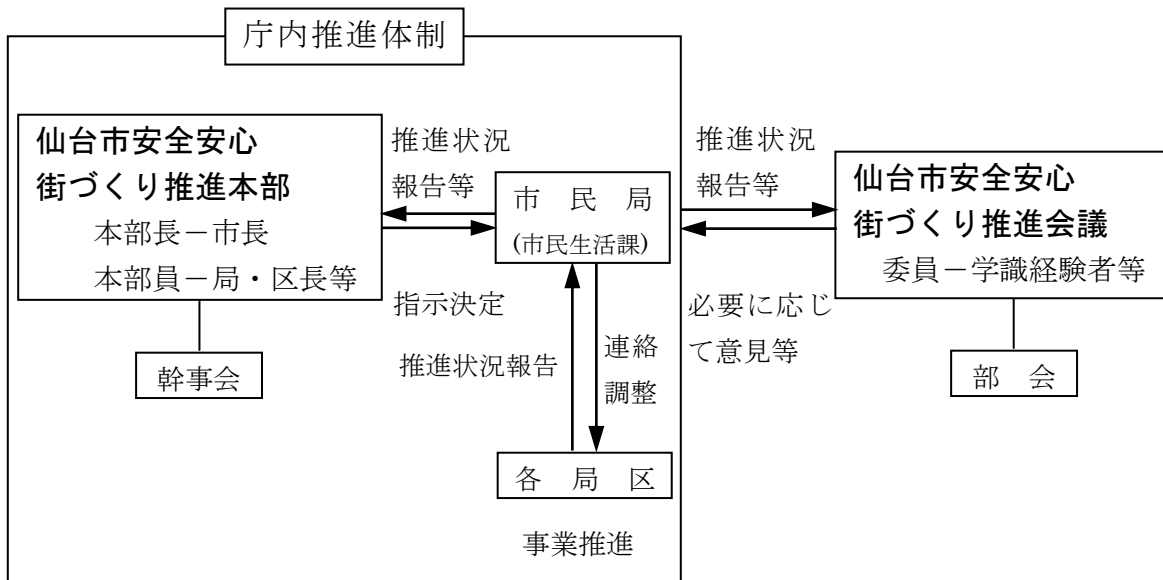 庁内推進体制
仙台市安全安心
街づくり推進本部
本部長－市長
本部員－局・区長等
幹事会
推進状況
報告等
指示決定
市　民　局
(市民生活課)
推進状況報告
連絡
調整
各　局　区
事業推進
推進状況
報告等
必要に応じ
て意見等
仙台市安全安心
街づくり推進会議
委員－学識経験者等
部　会